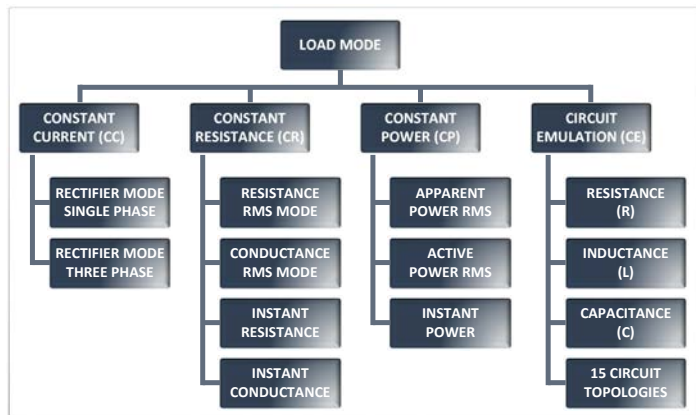 LOAD MODE
CONSTANT
CURRENT (CC)
RECTIFIER MODE
SINGLE PHASE
RECTIFIER MODE
THREE PHASE
CONSTANT
RESISTANCE (CR)
RESISTANCE
RMS MODE
CONDUCTANCE
RMS MODE
INSTANT
RESISTANCE
INSTANT
CONDUCTANCE
CONSTANT
POWER (CP)
APPARENT
POWER RMS
ACTIVE
POWER RMS
INSTANT
POWER
CIRCUIT
EMULATION (CE)
RESISTANCE
(R)
INDUCTANCE
(L)
CAPACITANCE
(C)
15 CIRCUIT
TOPOLOGIES